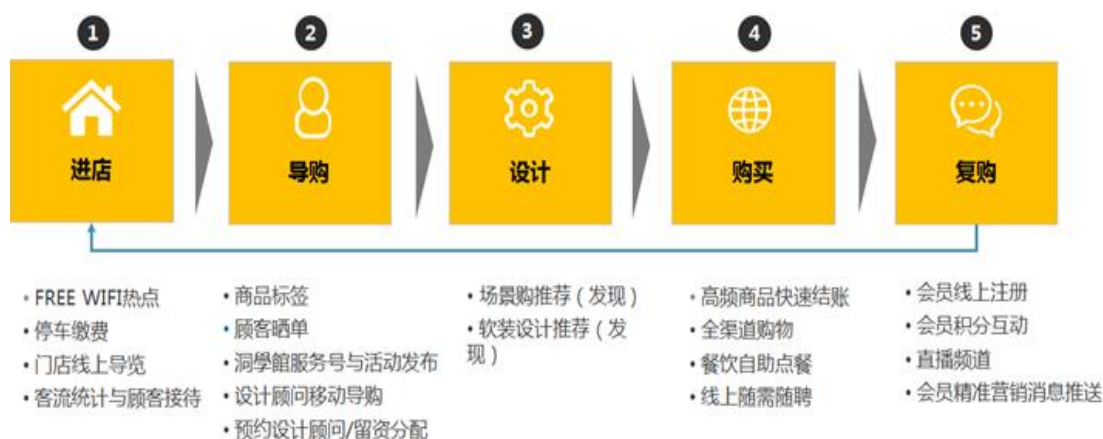 1
2
3
4
5
进店
导购
设计
购买
复购
• FREE WIFI热点
• 停车缴费
• 门店线上导览
• 客流统计与顾客接待
• 商品标签
• 顾客晒单
• 洞學館服务号与活动发布
• 设计顾问移动导购
• 预约设计顾问/留资分配
• 场景购推荐（发现）
• 软装设计推荐（发
现）
• 高频商品快速结账
• 全渠道购物
• 餐饮自助点餐
• 线上随需随聘
• 会员线上注册
• 会员积分互动
• 直播频道
• 会员精准营销消息推送